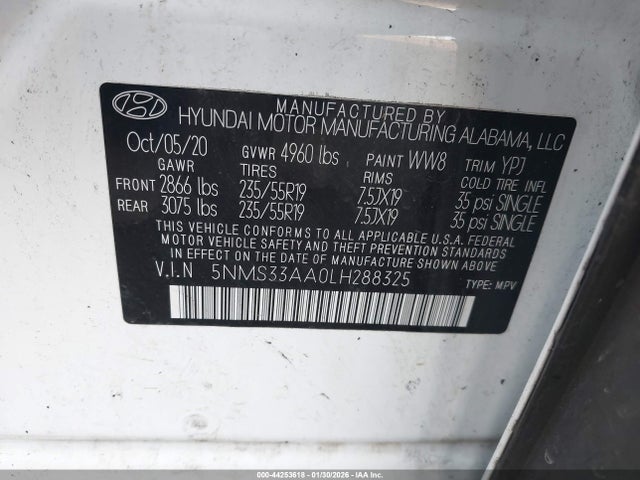 MANUFACTURED BY
HYUNDAI MOTOR MANUFACTURING ALABAMA, LLC
Oct/05/20 GVWR 4960 lbs PAINT WW8 TRIM YPJ
GAWR TIRES RIMS COLD TIRE INFL
FRONT 2866 lbs 235/55R19 7.5JX19 35 psi SINGLE
REAR 3075 lbs 235/55R19 7.5JX19 35 psi SINGLE
THIS VEHICLE CONFORMS TO ALL APPLICABLE U.S.A. FEDERAL
MOTOR VEHICLE SAFETY, BUMPER, AND THEFT PREVENTION STANDARDS
IN EFFECT ON THE DATE OF MANUFACTURE SHOWN ABOVE.
V.I.N 5NMS33AA0LH288325 TYPE: MPV
000-44253618 - 01/30/2026 - IAAI.COM